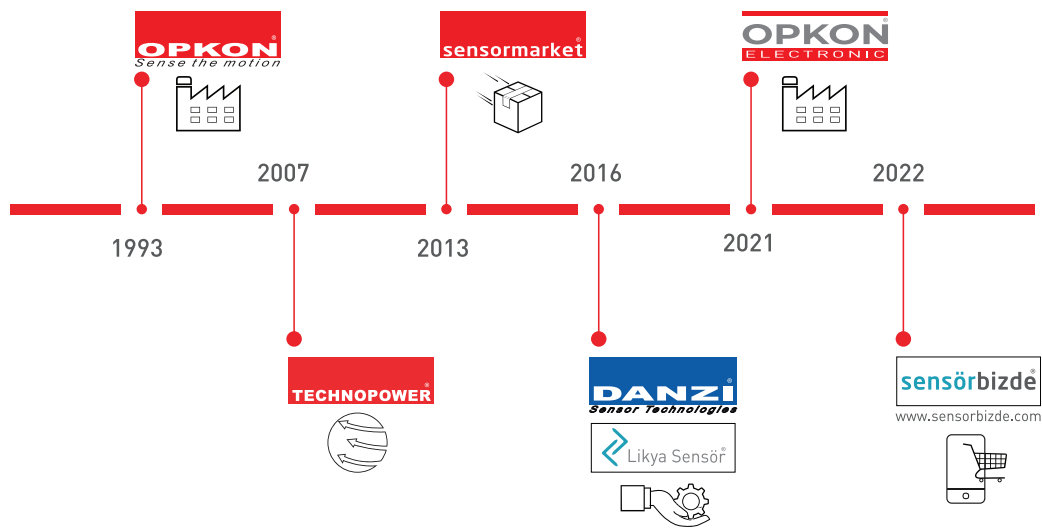 OPKON®
Sense the motion
sensormarket®
OPKON
ELECTRONIC
2007
2016
2022
1993
2013
2021
TECHNOPOWER®
DANZi®
Sensor Technologies
Likya Sensör®
sensörbizde®
www.sensorbizde.com